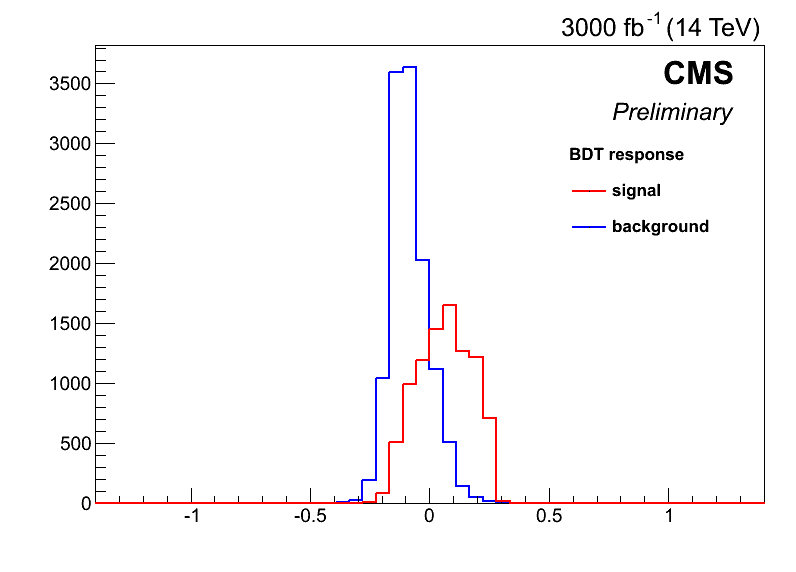 3000 fb-1 (14 TeV)
CMS
Preliminary
BDT response
signal
background
3500
3000
2500
2000
1500
1000
500
0
-1 -0.5 0 0.5 1